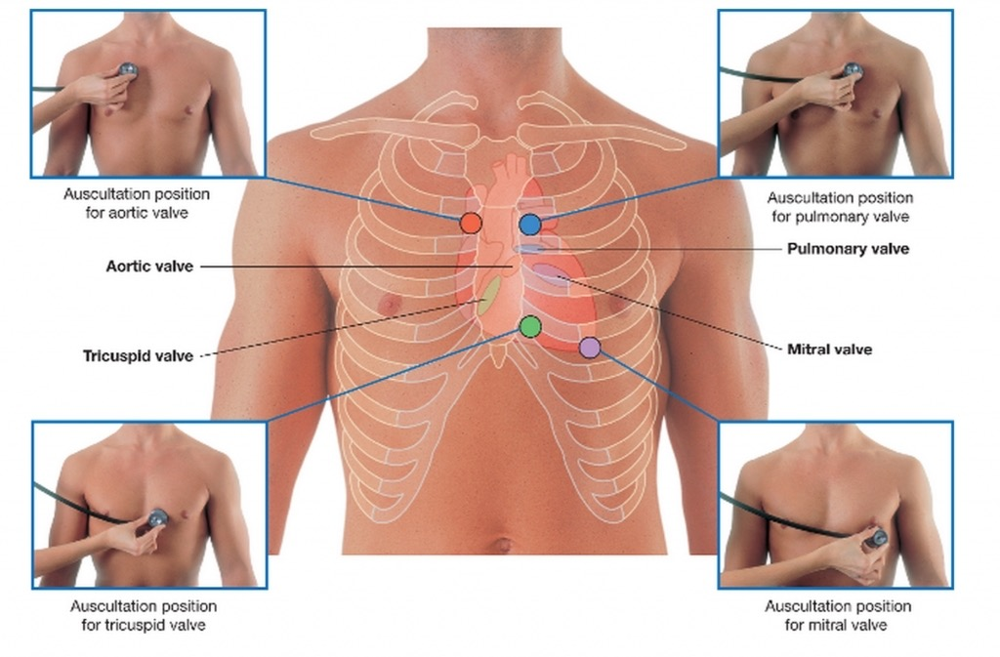 Auscultation position
for aortic valve
Auscultation position
for pulmonary valve
Pulmonary valve
Aortic valve
Tricuspid valve
Mitral valve
Auscultation position
for tricuspid valve
Auscultation position
for mitral valve